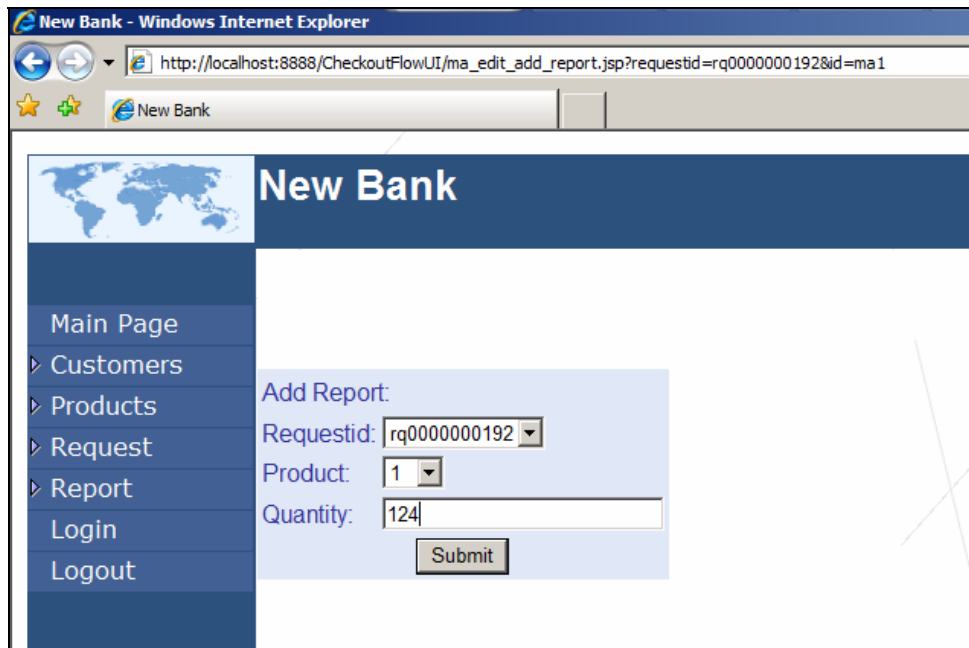 New Bank - Windows Internet Explorer
http://localhost:8888/CheckoutFlowUI/ma_edit_add_report.jsp?requestid=rq0000000192&id=ma1
New Bank
New Bank
Main Page
Customers
Products
Request
Report
Login
Logout
Add Report:
Requestid: rq0000000192
Product: 1
Quantity: 124
Submit